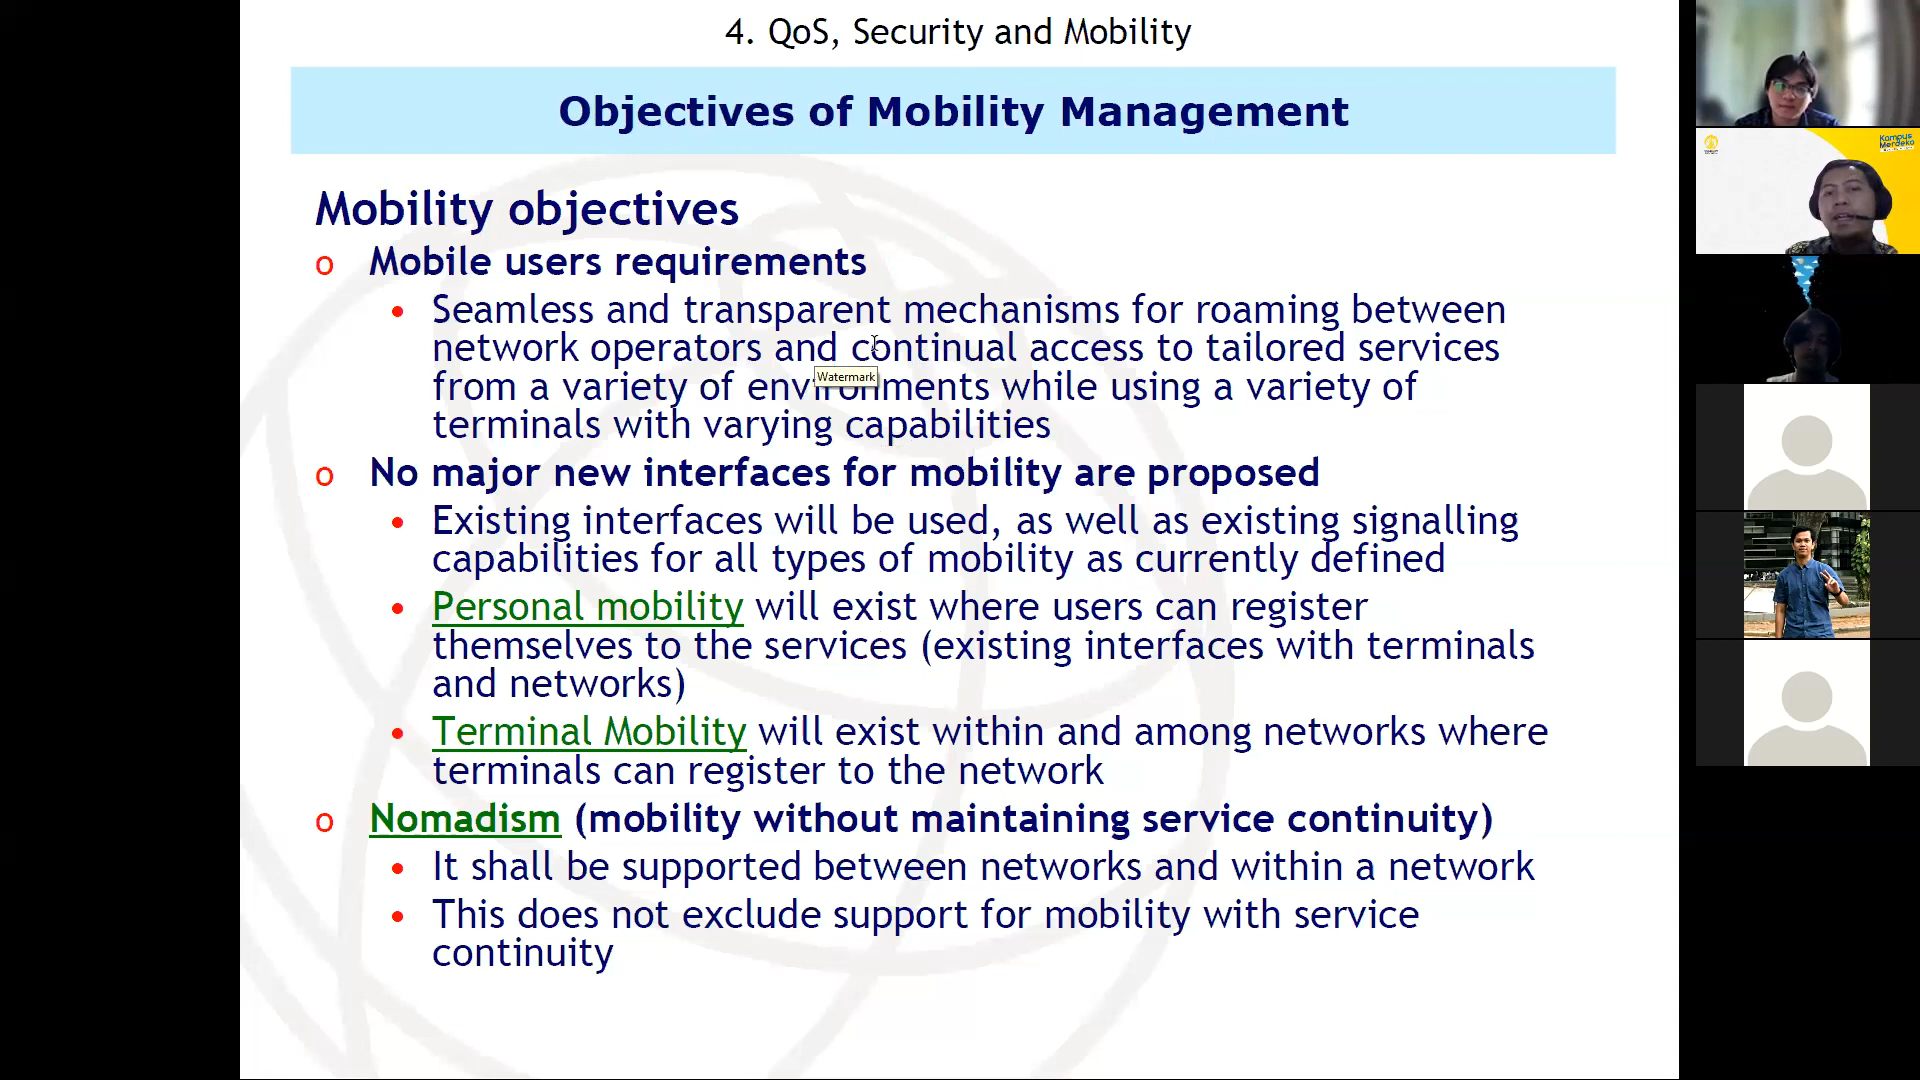 4. QoS, Security and Mobility
Objectives of Mobility Management
Mobility objectives
o Mobile users requirements
• Seamless and transparent mechanisms for roaming between
network operators and continual access to tailored services
from a variety of environments while using a variety of
terminals with varying capabilities
Watermark
o No major new interfaces for mobility are proposed
• Existing interfaces will be used, as well as existing signalling
capabilities for all types of mobility as currently defined
• Personal mobility will exist where users can register
themselves to the services (existing interfaces with terminals
and networks)
• Terminal Mobility will exist within and among networks where
terminals can register to the network
o Nomadism (mobility without maintaining service continuity)
• It shall be supported between networks and within a network
• This does not exclude support for mobility with service
continuity
Kampus
Merdeka